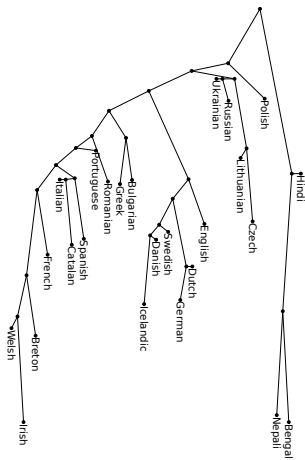 Hindi
Ukrainian
Russian
Polish
Lithuanian
Czech
Portuguese
Romanian
Greek
Bulgarian
Italian
Catalan
Spanish
French
English
Swedish
Danish
Dutch
German
Icelandic
Welsh
Breton
Irish
Nepali
Bengal